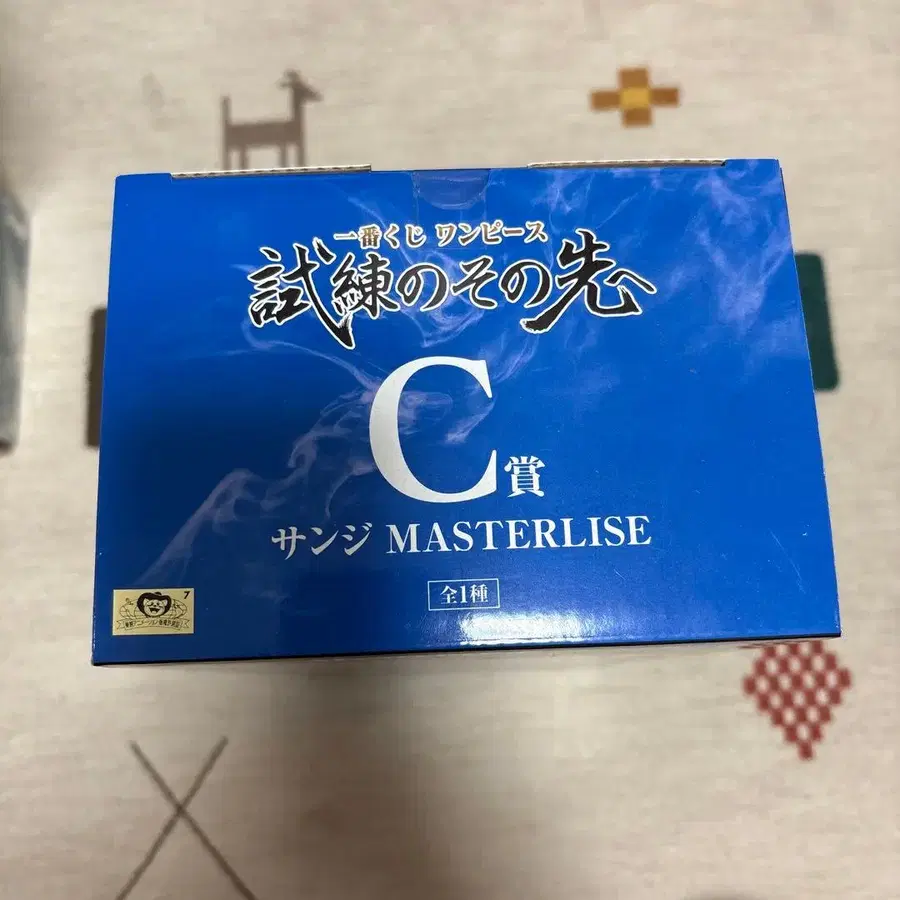 一番くじ ワンピース
試練のその先へ
C賞
サンジ MASTERLISE
全1種
7